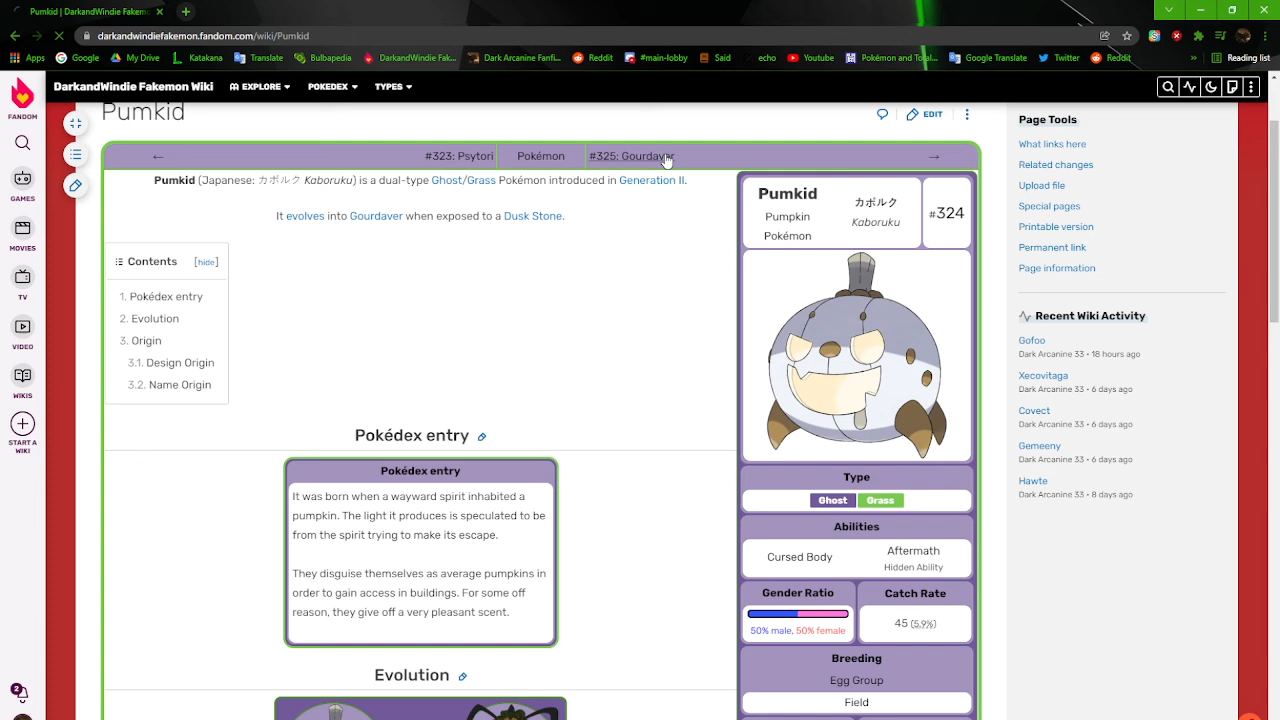 Pumkid | DarkandWindie Fakemo
darkandwindiefakemon.fandom.com/wiki/Pumkid
Apps Google My Drive Katakana Translate Bulbapedia DarkandWindie Fak... Dark Arcanine Fanfi... Reddit #main-lobby Said echo YouTube Pokémon and Total... Google Translate Twitter Reddit » Reading list
DarkandWindie Fakemon Wiki EXPLORE POKEDEX TYPES
FANDOM
GAMES
MOVIES
TV
VIDEO
WIKIS
START A
WIKI
2
Pumkid
EDIT
← #323: Psytori Pokémon #325: Gourdaver →
Pumkid (Japanese: カボルク Kaboruku) is a dual-type Ghost/Grass Pokémon introduced in Generation II.
It evolves into Gourdaver when exposed to a Dusk Stone.
Contents [hide]
1. Pokédex entry
2. Evolution
3. Origin
3.1. Design Origin
3.2. Name Origin
Pokédex entry
Pokédex entry
It was born when a wayward spirit inhabited a
pumpkin. The light it produces is speculated to be
from the spirit trying to make its escape.
They disguise themselves as average pumpkins in
order to gain access in buildings. For some off
reason, they give off a very pleasant scent.
Evolution
Pumkid
Pumpkin
Pokémon
カボルク
Kaboruku
#324
Type
Ghost Grass
Abilities
Cursed Body
Aftermath
Hidden Ability
Gender Ratio
50% male, 50% female
Catch Rate
45 (5.9%)
Breeding
Egg Group
Field
Page Tools
What links here
Related changes
Upload file
Special pages
Printable version
Permanent link
Page information
Recent Wiki Activity
Gofoo
Dark Arcanine 33 • 18 hours ago
Xecovitaga
Dark Arcanine 33 • 6 days ago
Covect
Dark Arcanine 33 • 6 days ago
Gemeeny
Dark Arcanine 33 • 6 days ago
Hawte
Dark Arcanine 33 • 8 days ago